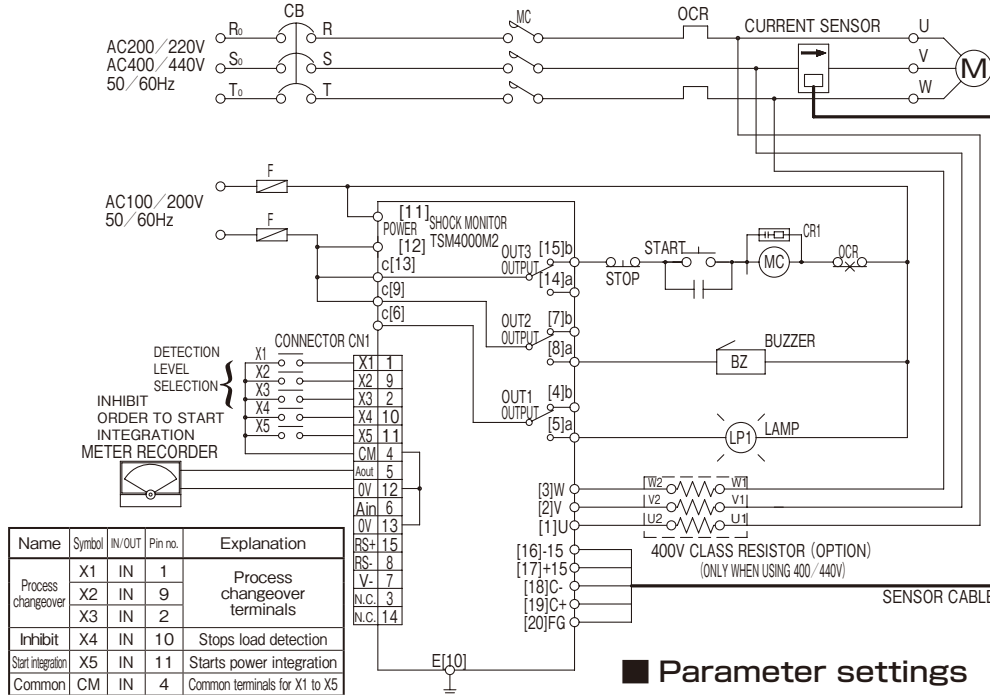 CB
MC
OCR
CURRENT SENSOR
AC200/220V
AC400/440V
50/60Hz
R₀
S₀
T₀
R
S
T
U
V
W
M
AC100/200V
50/60Hz
F
F
[11]
POWER
[12]
SHOCK MONITOR
TSM4000M2
c[13]
c[9]
c[6]
OUT3
OUTPUT
[15]b
[14]a
STOP
START
MC
CR1
OCR
OUT2
OUTPUT
[7]b
[8]a
BUZZER
BZ
OUT1
OUTPUT
[4]b
[5]a
LP1
LAMP
CONNECTOR CN1
DETECTION
LEVEL
SELECTION
INHIBIT
ORDER TO START
INTEGRATION
METER RECORDER
X1
X2
X3
X4
X5
X1 1
X2 9
X3 2
X4 10
X5 11
CM 4
Aout 5
0V 12
Ain 6
0V 13
RS+ 15
RS- 8
V- 7
N.C. 3
N.C. 14
[3]W
[2]V
[1]U
W2 W1
V2 V1
U2 U1
400V CLASS RESISTOR (OPTION)
(ONLY WHEN USING 400/440V)
[16]-15
[17]+15
[18]C-
[19]C+
[20]FG
SENSOR CABLE
E[10]
Name Symbol IN/OUT Pin no. Explanation
Process changeover X1 IN 1 Process changeover terminals
X2 IN 9
X3 IN 2
Inhibit X4 IN 10 Stops load detection
Start integration X5 IN 11 Starts power integration
Common CM IN 4 Common terminals for X1 to X5
■ Parameter settings